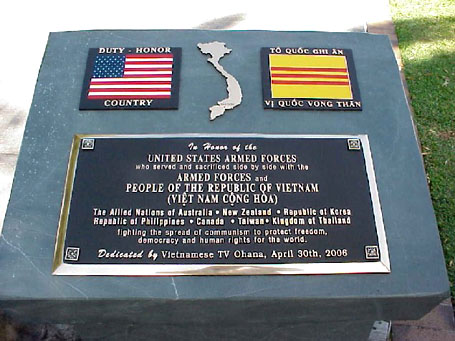 DUTY - HONOR
COUNTRY
TỔ QUỐC GHI ÂN
VỊ QUỐC VONG THÂN
In Honor of the
UNITED STATES ARMED FORCES
who served and sacrificed side by side with the
ARMED FORCES and
PEOPLE OF THE REPUBLIC OF VIETNAM
(VIỆT NAM CỘNG HÒA)
The Allied Nations of Australia • New Zealand • Republic of Korea
Republic of Philippines • Canada • Taiwan • Kingdom of Thailand
fighting the spread of communism to protect freedom,
democracy and human rights for the world.
Dedicated by Vietnamese TV Ohana, April 30th, 2006